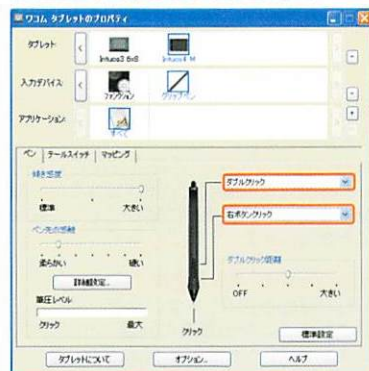 ワコム タブレットのプロパティ
タブレット:
Intuos3 6x8
Intuos4 M
入力デバイス:
ファンクション
グリップペン
アプリケーション:
すべて
ペン テールスイッチ マッピング
傾き感度
標準 大きい
ペン先の感触
柔らかい 硬い
詳細設定...
筆圧レベル
クリック 最大
ダブルクリック
右ボタンクリック
ダブルクリック距離
OFF 大きい
クリック
標準設定
タブレットについて オプション... ヘルプ